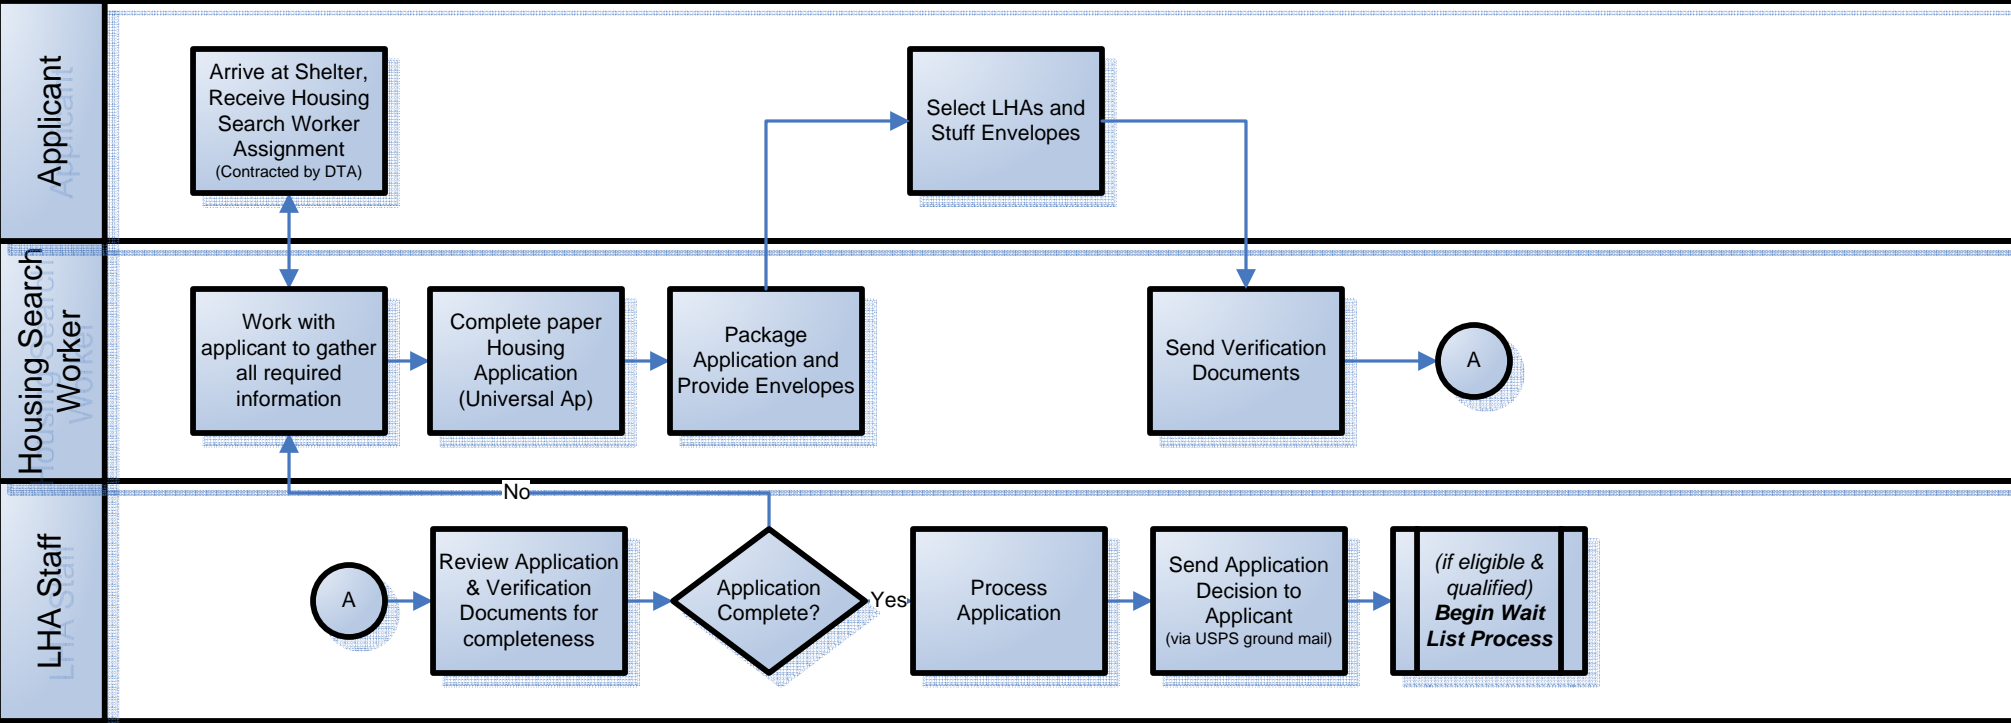 Applicant
Arrive at Shelter,
Receive Housing
Search Worker
Assignment
(Contracted by DTA)
Select LHAs and
Stuff Envelopes
Housing Search
Worker
Work with
applicant to gather
all required
information
Complete paper
Housing
Application
(Universal Ap)
Package
Application and
Provide Envelopes
Send Verification
Documents
A
No
LHA Staff
A
Review Application
& Verification
Documents for
completeness
Application
Complete?
Yes
Process
Application
Send Application
Decision to
Applicant
(via USPS ground mail)
(if eligible &
qualified)
Begin Wait
List Process